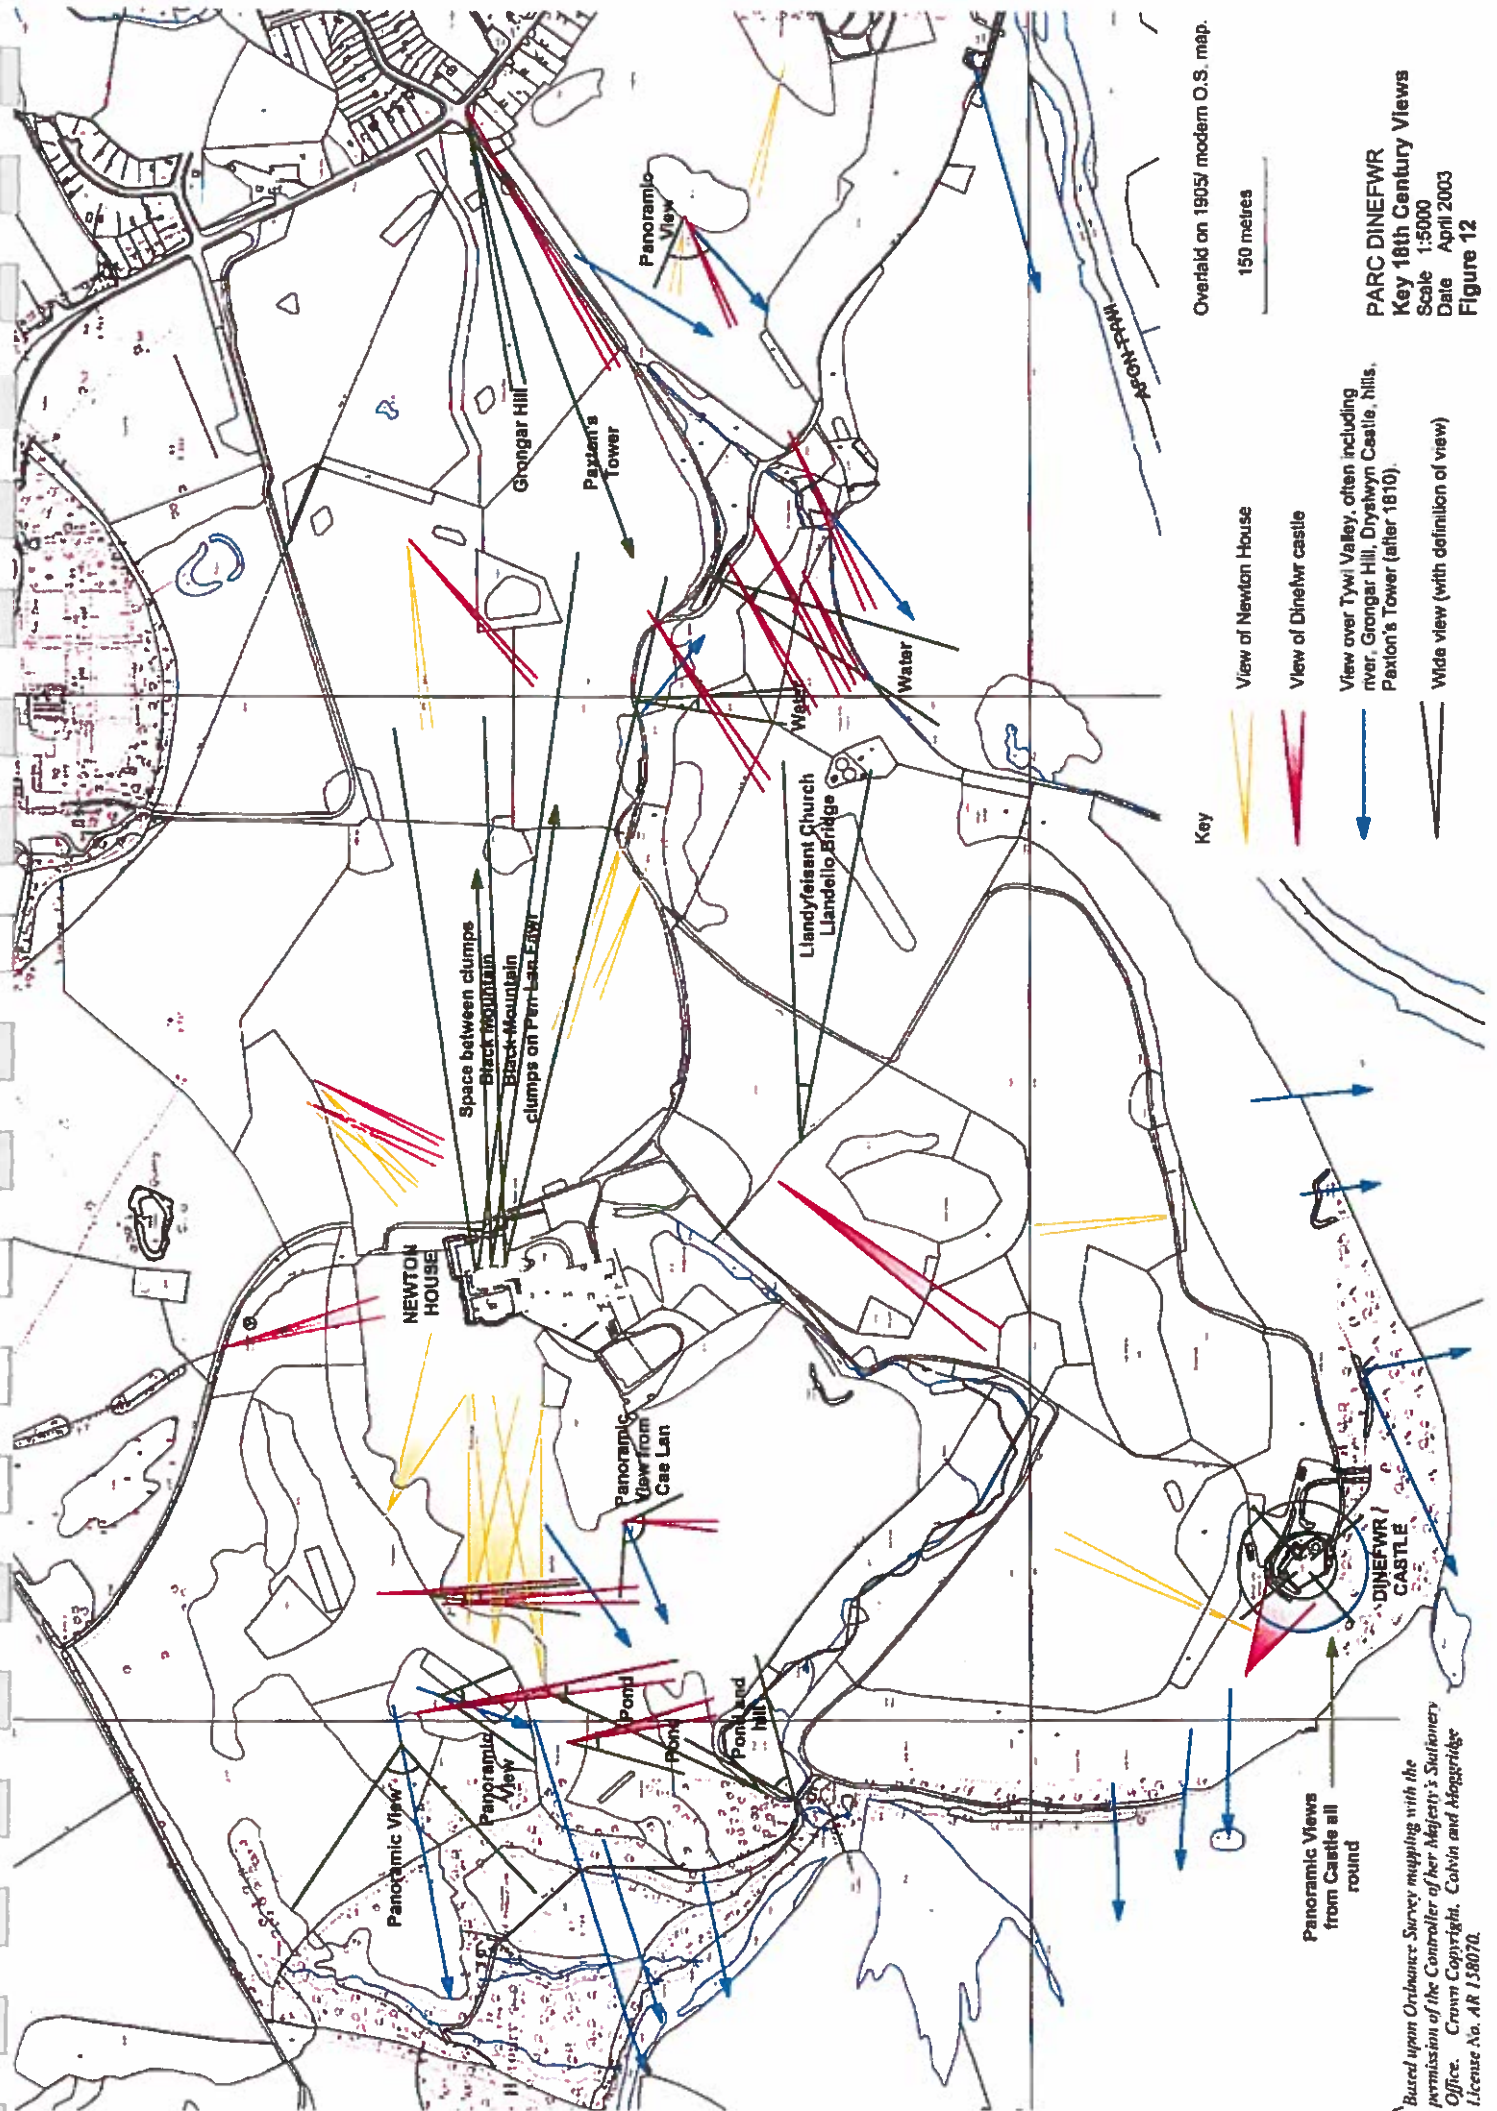 Grongar Hill
Paxton's
Tower
Panoramic
View
Space between clumps
Black Mountain
Black Mountain
clumps on Pen Lan Fawr
NEWTON
HOUSE
Water
Water
Llandyfeisant Church
Llandeilo Bridge
Panoramic
View from
Cae Lan
Panoramic View
Panoramic
View
Pond
Pond
Pond and
hill
DINEFWR
CASTLE
Panoramic Views
from Castle all
round
AFON TYWI
Quarry
Key
View of Newton House
View of Dinefwr castle
View over Tywi Valley, often including
river, Grongar Hill, Dryslwyn Castle, hills,
Paxton's Tower (after 1810).
Wide view (with definition of view)
Overlaid on 1905/ modern O.S. map.
150 metres
PARC DINEFWR
Key 18th Century Views
Scale 1:5000
Date April 2003
Figure 12
Based upon Ordnance Survey mapping with the
permission of the Controller of her Majesty's Stationery
Office. Crown Copyright. Colvin and Moggridge
License No. AR 158070.